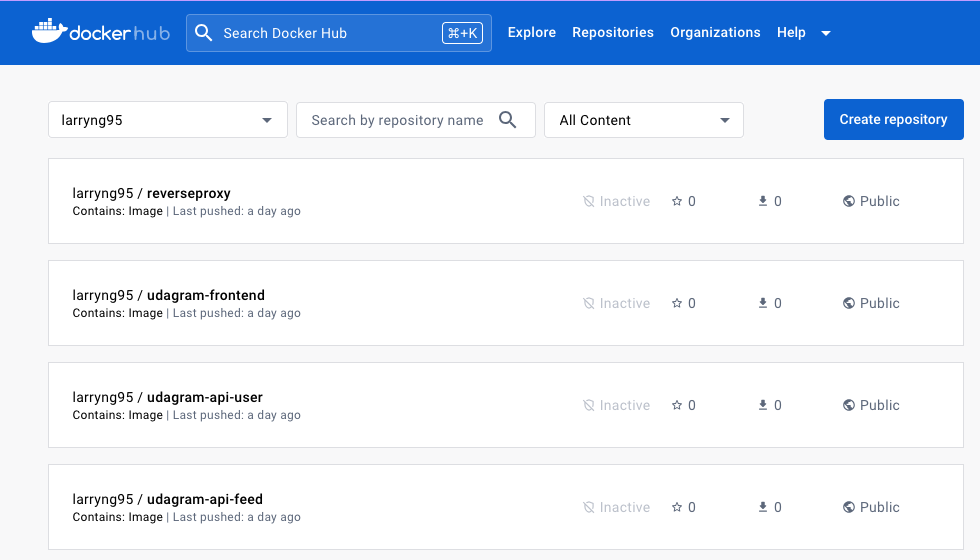 dockerhub Search Docker Hub ⌘+K Explore Repositories Organizations Help
larryng95 Search by repository name All Content Create repository
larryng95 / reverseproxy
Contains: Image | Last pushed: a day ago
Inactive 0 0 Public
larryng95 / udagram-frontend
Contains: Image | Last pushed: a day ago
Inactive 0 0 Public
larryng95 / udagram-api-user
Contains: Image | Last pushed: a day ago
Inactive 0 0 Public
larryng95 / udagram-api-feed
Contains: Image | Last pushed: a day ago
Inactive 0 0 Public